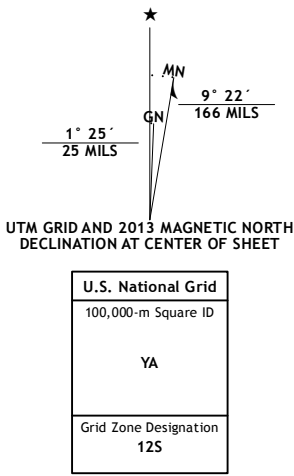 ★
MN
GN
9° 22´
166 MILS
1° 25´
25 MILS
UTM GRID AND 2013 MAGNETIC NORTH
DECLINATION AT CENTER OF SHEET
U.S. National Grid
100,000-m Square ID
YA
Grid Zone Designation
12S